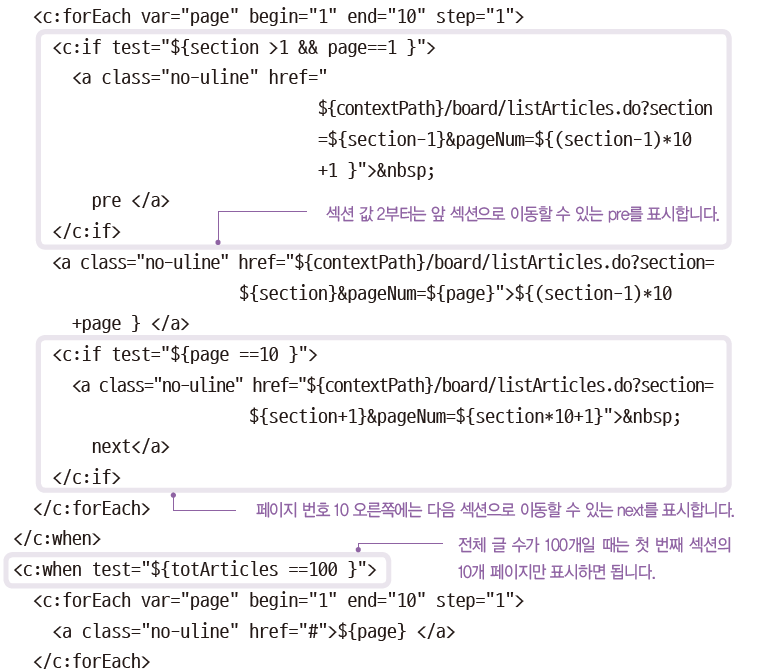 <c:forEach var="page" begin="1" end="10" step="1">
<c:if test="${section >1 && page==1 }">
<a class="no-uline" href="
${contextPath}/board/listArticles.do?section
=${section-1}&pageNum=${(section-1)*10
+1 }">&nbsp;
pre </a>
섹션 값 2부터는 앞 섹션으로 이동할 수 있는 pre를 표시합니다.
</c:if>
<a class="no-uline" href="${contextPath}/board/listArticles.do?section=
${section}&pageNum=${page}">${(section-1)*10
+page } </a>
<c:if test="${page ==10 }">
<a class="no-uline" href="${contextPath}/board/listArticles.do?section=
${section+1}&pageNum=${section*10+1}">&nbsp;
next</a>
</c:if>
</c:forEach>
페이지 번호 10 오른쪽에는 다음 섹션으로 이동할 수 있는 next를 표시합니다.
</c:when>
전체 글 수가 100개일 때는 첫 번째 섹션의
10개 페이지만 표시하면 됩니다.
<c:when test="${totArticles ==100 }">
<c:forEach var="page" begin="1" end="10" step="1">
<a class="no-uline" href="#">${page} </a>
</c:forEach>